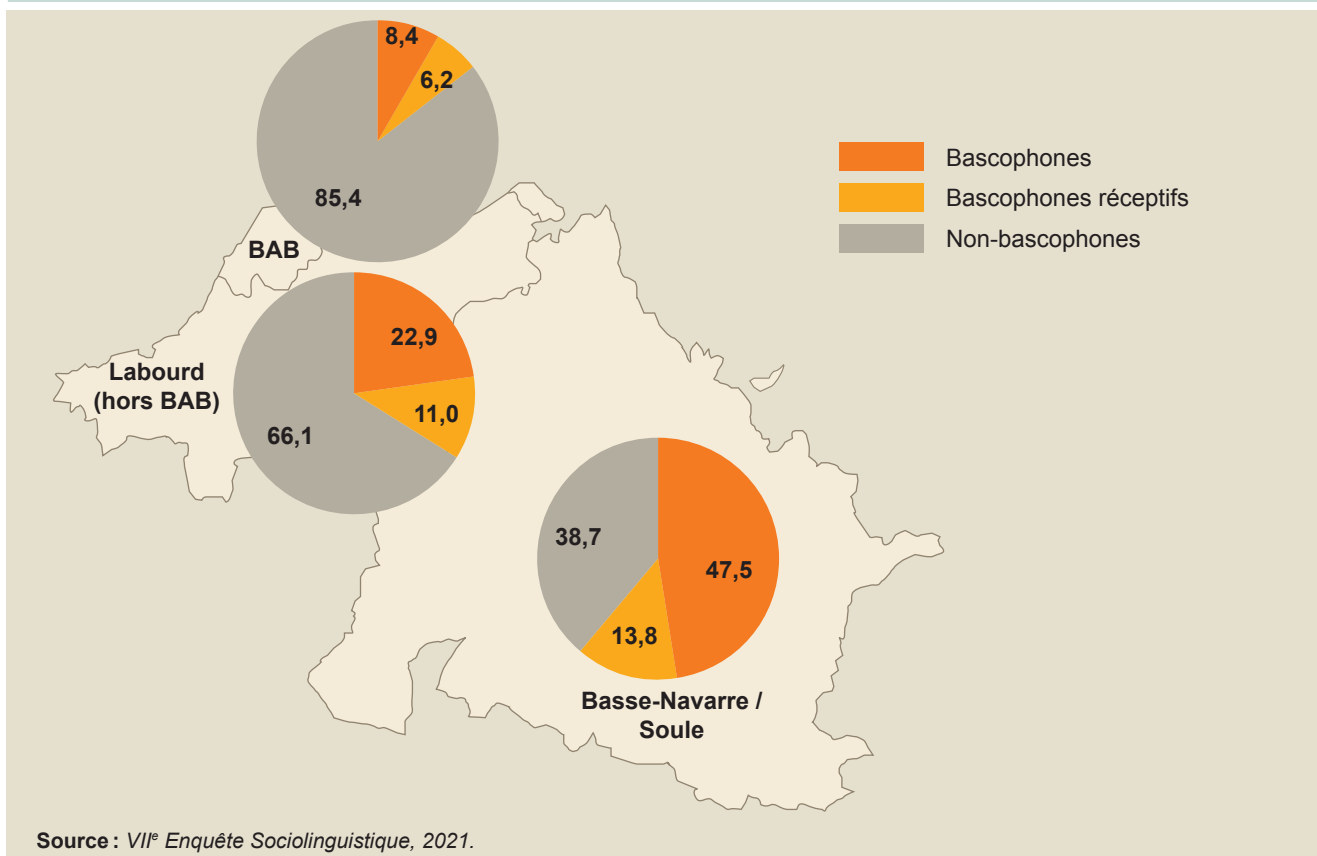 8,4
6,2
85,4
Bascophones
Bascophones réceptifs
Non-bascophones
BAB
22,9
11,0
66,1
Labourd
(hors BAB)
38,7
47,5
13,8
Basse-Navarre /
Soule
Source : VIIe Enquête Sociolinguistique, 2021.